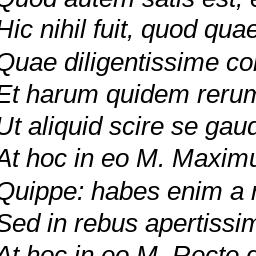 Quod autem satis est, e
Hic nihil fuit, quod quae
Quae diligentissime co
Et harum quidem rerum
Ut aliquid scire se gaud
At hoc in eo M. Maximu
Quippe: habes enim a r
Sed in rebus apertissim
At hoc in eo M. Recte